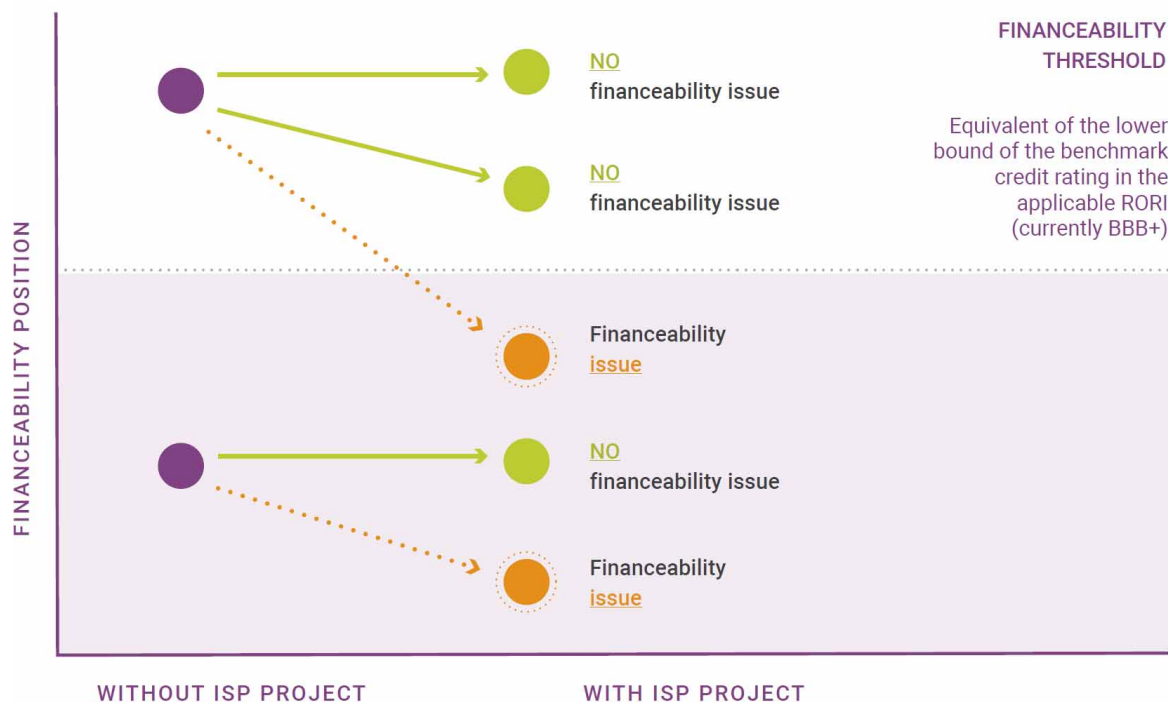 FINANCEABILITY
THRESHOLD
Equivalent of the lower
bound of the benchmark
credit rating in the
applicable RORI
(currently BBB+)
NO
financeability issue
NO
financeability issue
Financeability
issue
NO
financeability issue
Financeability
issue
FINANCEABILITY POSITION
WITHOUT ISP PROJECT
WITH ISP PROJECT